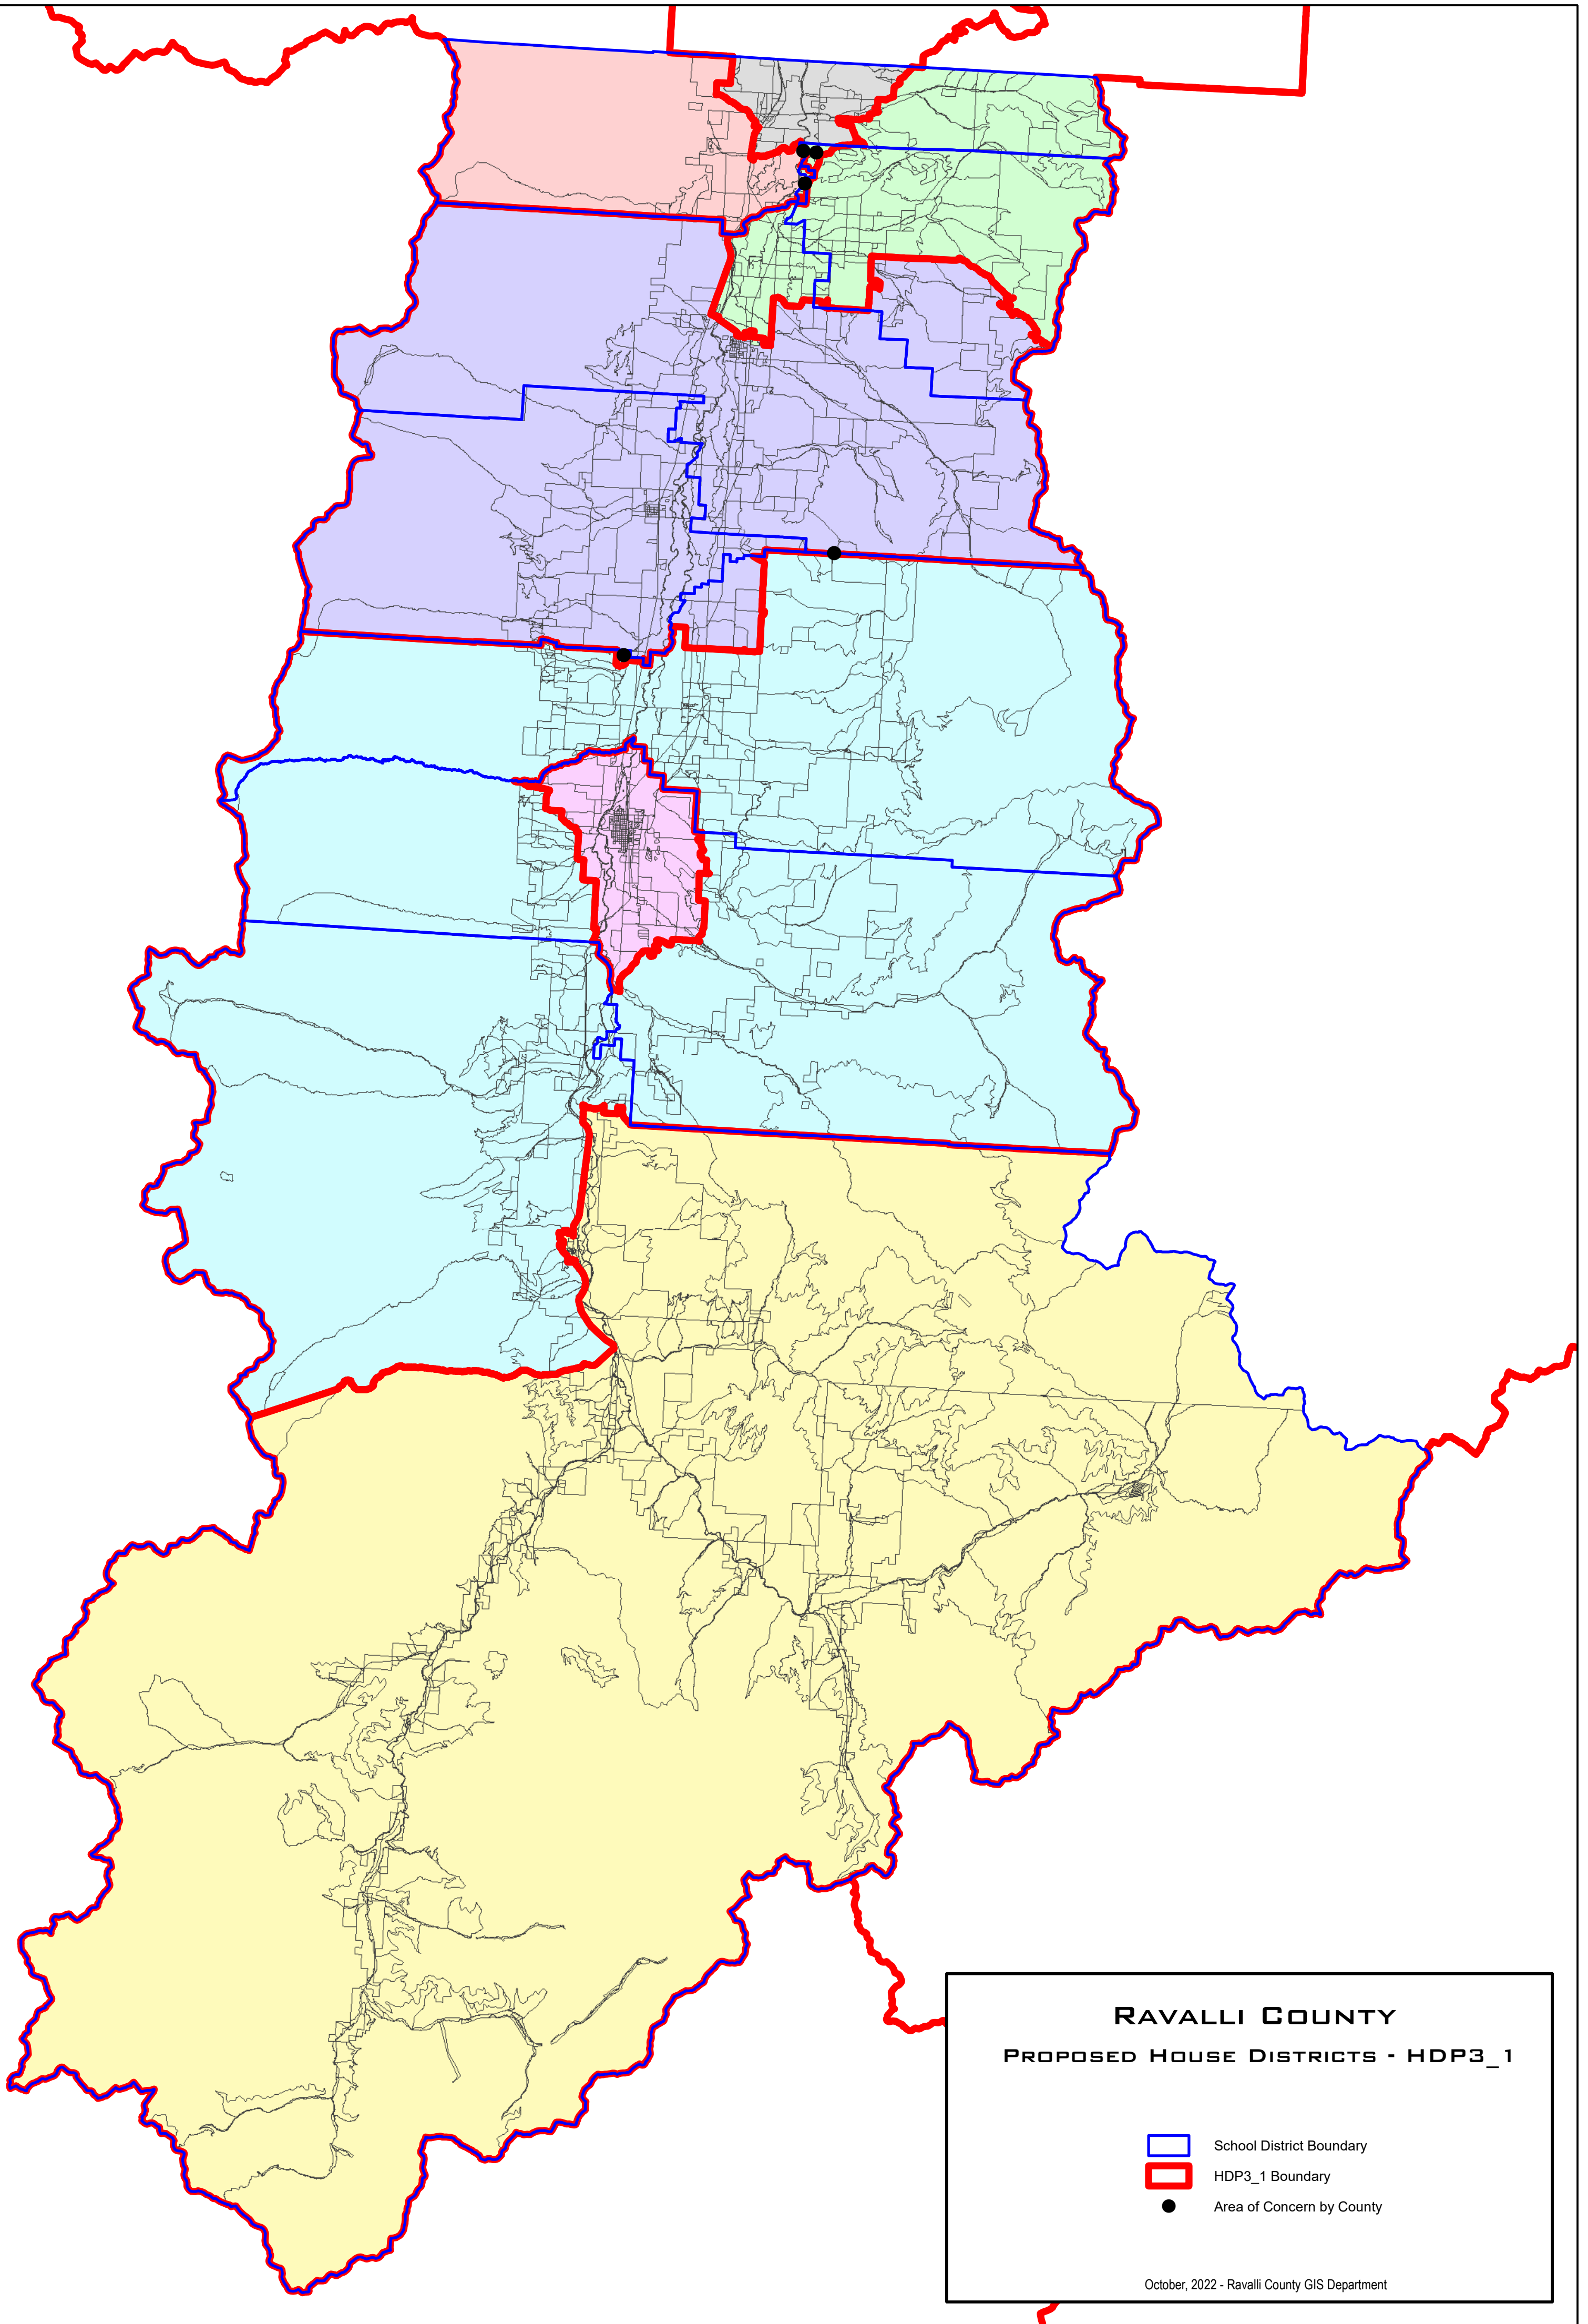 Ravalli County
Proposed House Districts - HDP3_1
School District Boundary
HDP3_1 Boundary
Area of Concern by County
October, 2022 - Ravalli County GIS Department